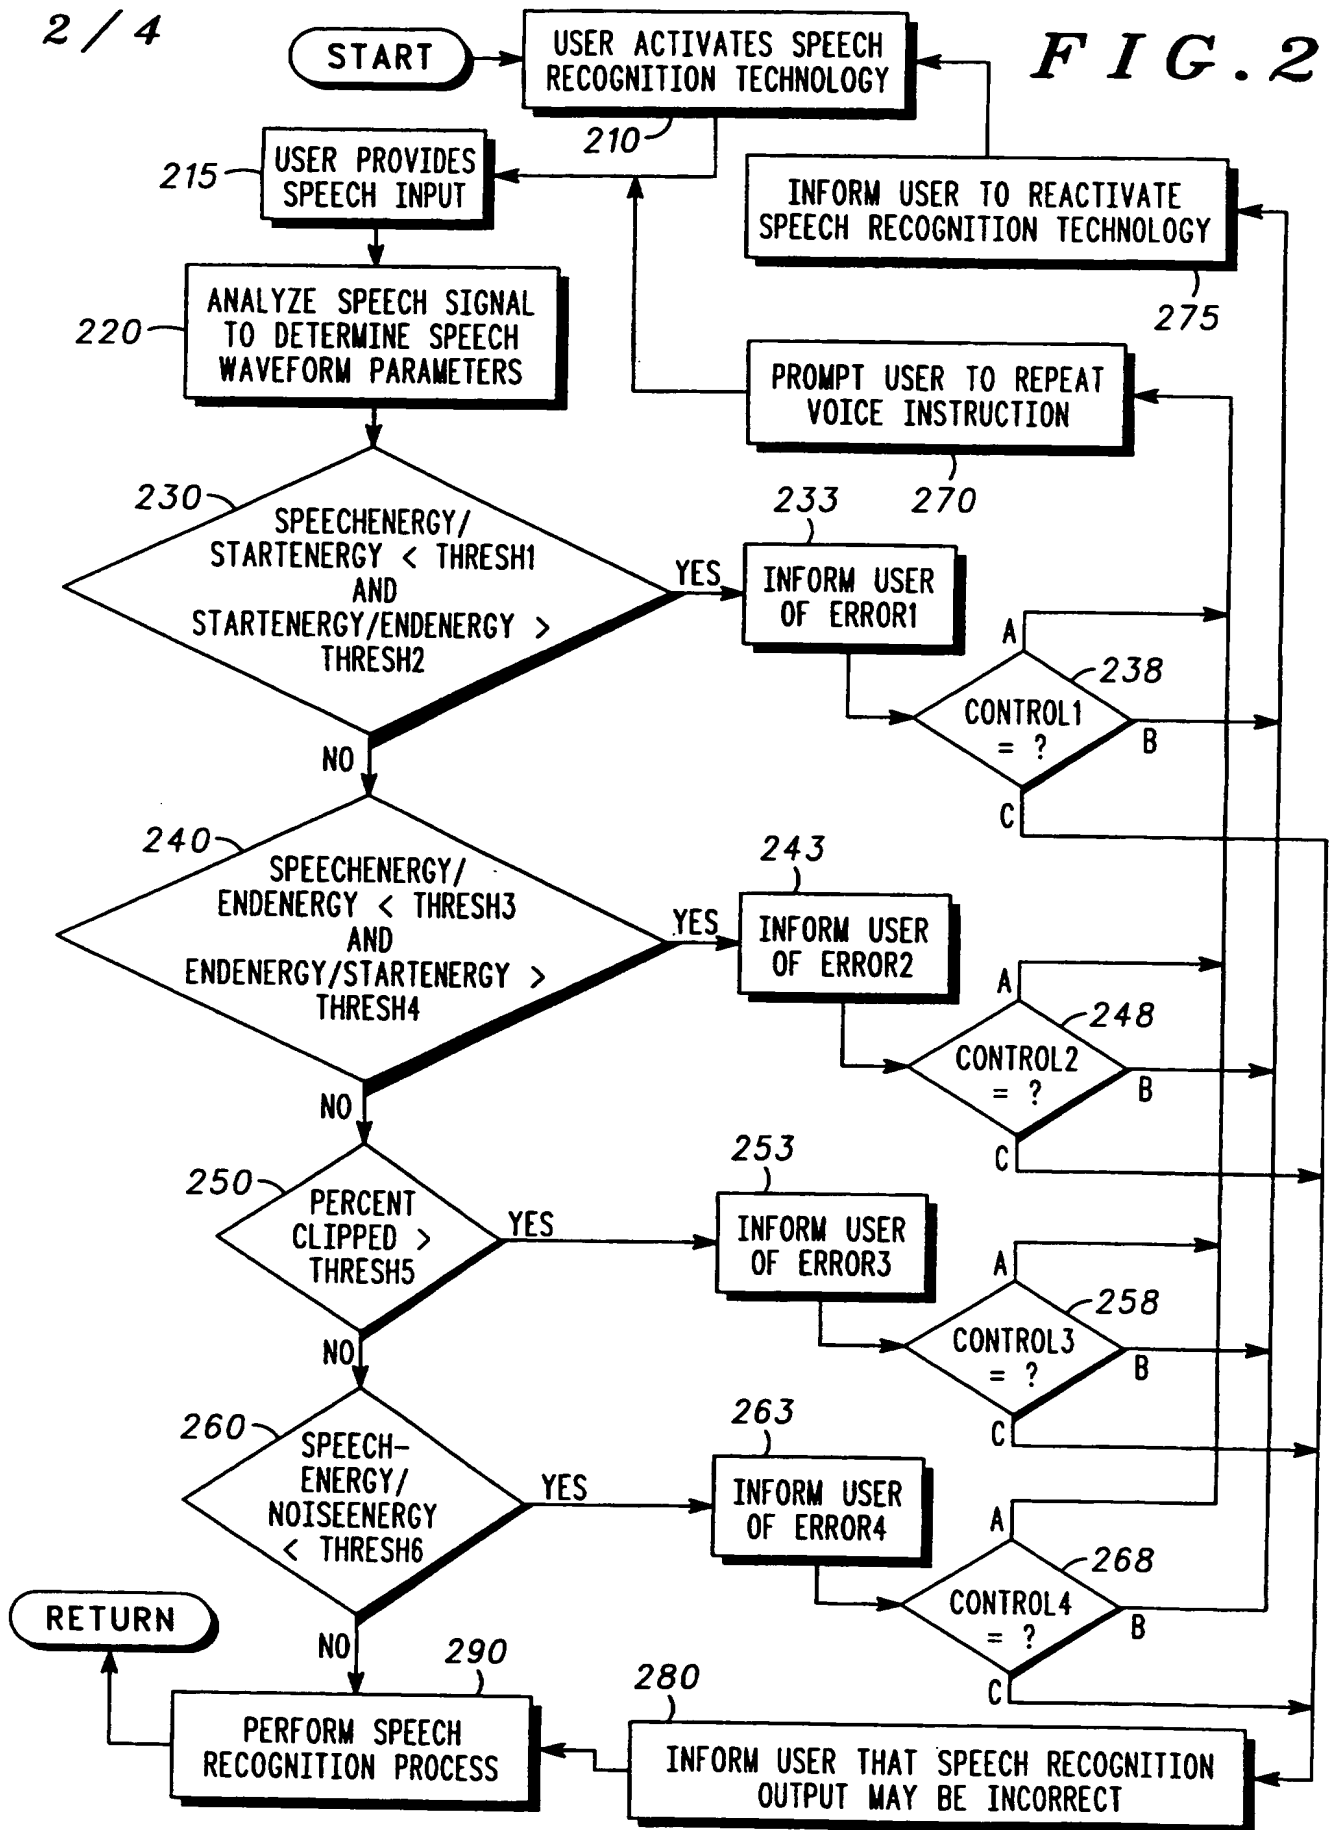 2/4
FIG.2
START
USER ACTIVATES SPEECH
RECOGNITION TECHNOLOGY
210
215
USER PROVIDES
SPEECH INPUT
INFORM USER TO REACTIVATE
SPEECH RECOGNITION TECHNOLOGY
275
220
ANALYZE SPEECH SIGNAL
TO DETERMINE SPEECH
WAVEFORM PARAMETERS
PROMPT USER TO REPEAT
VOICE INSTRUCTION
270
230
SPEECHENERGY/
STARTENERGY < THRESH1
AND
STARTENERGY/ENDENERGY >
THRESH2
YES
NO
233
INFORM USER
OF ERROR1
A
238
CONTROL1
= ?
B
C
240
SPEECHENERGY/
ENDENERGY < THRESH3
AND
ENDENERGY/STARTENERGY >
THRESH4
YES
NO
243
INFORM USER
OF ERROR2
A
248
CONTROL2
= ?
B
C
250
PERCENT
CLIPPED >
THRESH5
YES
NO
253
INFORM USER
OF ERROR3
A
258
CONTROL3
= ?
B
C
260
SPEECH-
ENERGY/
NOISEENERGY
< THRESH6
YES
NO
263
INFORM USER
OF ERROR4
A
268
CONTROL4
= ?
B
C
RETURN
290
PERFORM SPEECH
RECOGNITION PROCESS
280
INFORM USER THAT SPEECH RECOGNITION
OUTPUT MAY BE INCORRECT